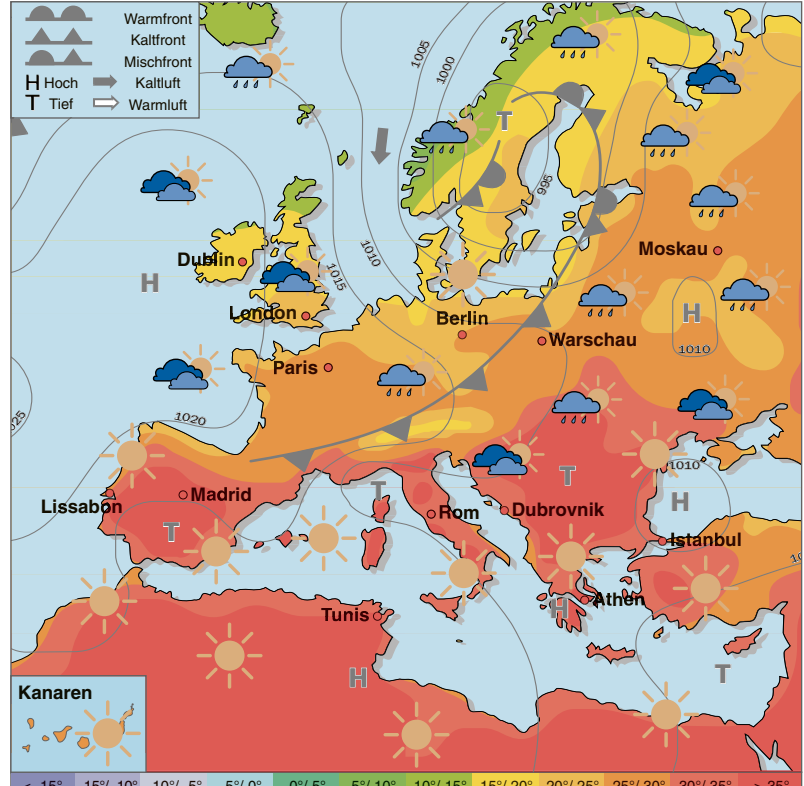 Warmfront
Kaltfront
Mischfront
H Hoch
Kaltluft
T Tief
Warmluft
1005
1000
T
995
Moskau
Dublin
1010
1015
H
London
Berlin
H
Warschau
1010
Paris
1020
1010
T
T
H
Madrid
Lissabon
Rom
Dubrovnik
T
Istanbul
Athen
H
Tunis
H
T
Kanaren